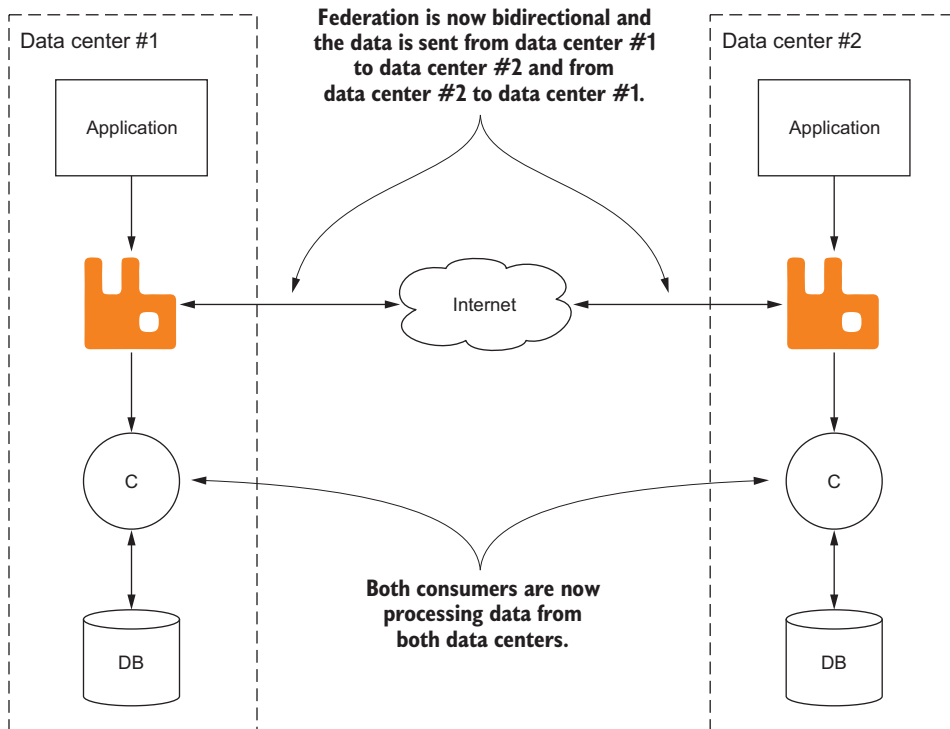 Federation is now bidirectional and
the data is sent from data center #1
to data center #2 and from
data center #2 to data center #1.
Data center #1
Data center #2
Application
Application
Internet
C
C
Both consumers are now
processing data from
both data centers.
DB
DB